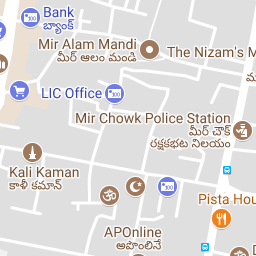 Bank
బ్యాంక్
Mir Alam Mandi
మీర్ ఆలం మండి
The Nizam's M
LIC Office
Mir Chowk Police Station
మీర్ చౌక్
రక్షకభట నిలయం
Kali Kaman
కాళీ కమాన్
Pista Hou
APOnline
అపొంలినే